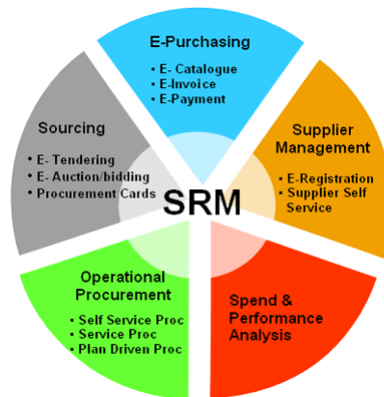 E-Purchasing
• E- Catalogue
• E-Invoice
• E-Payment
Sourcing
• E- Tendering
• E- Auction/bidding
• Procurement Cards
Supplier
Management
• E-Registration
• Supplier Self
Service
SRM
Operational
Procurement
• Self Service Proc
• Service Proc
• Plan Driven Proc
Spend &
Performance
Analysis